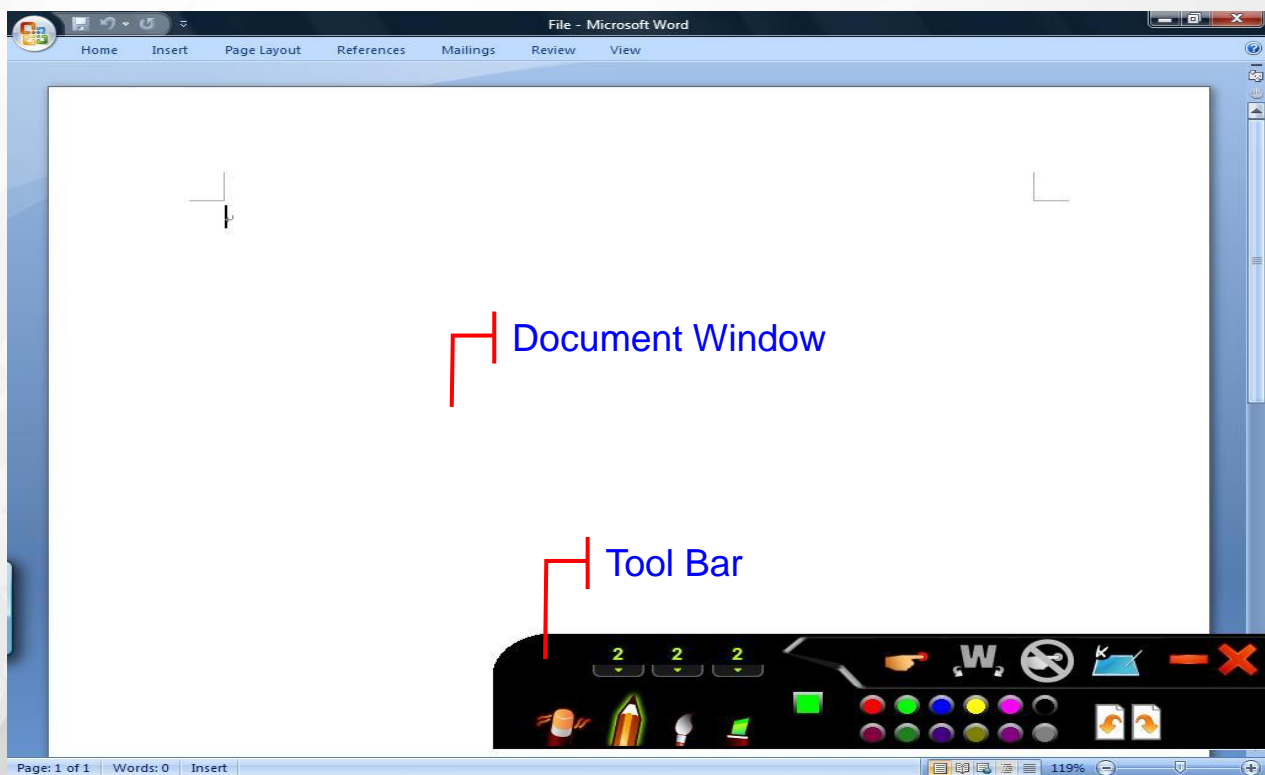 File - Microsoft Word
Home Insert Page Layout References Mailings Review View
Document Window
Tool Bar
2 2 2
W
K
Page: 1 of 1 Words: 0 Insert 119%